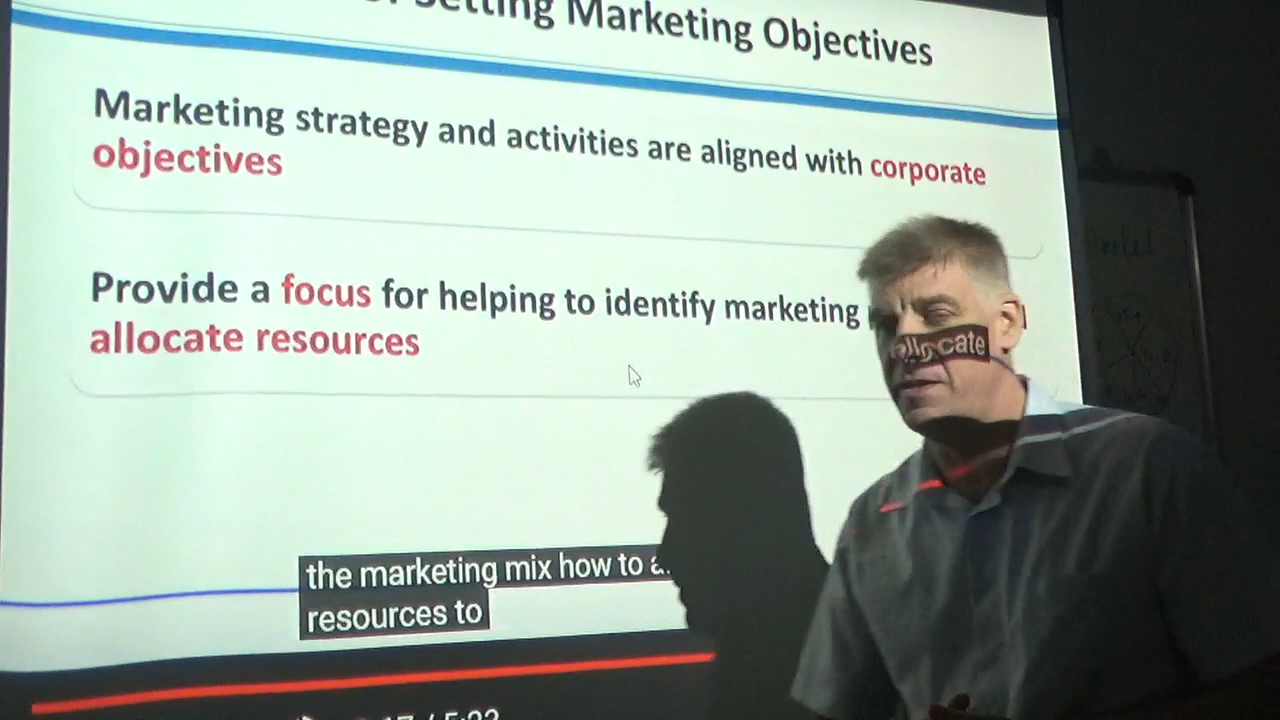 Setting Marketing Objectives
Marketing strategy and activities are aligned with corporate
objectives
Provide a focus for helping to identify marketing
allocate resources
allocate
the marketing mix how to
resources to